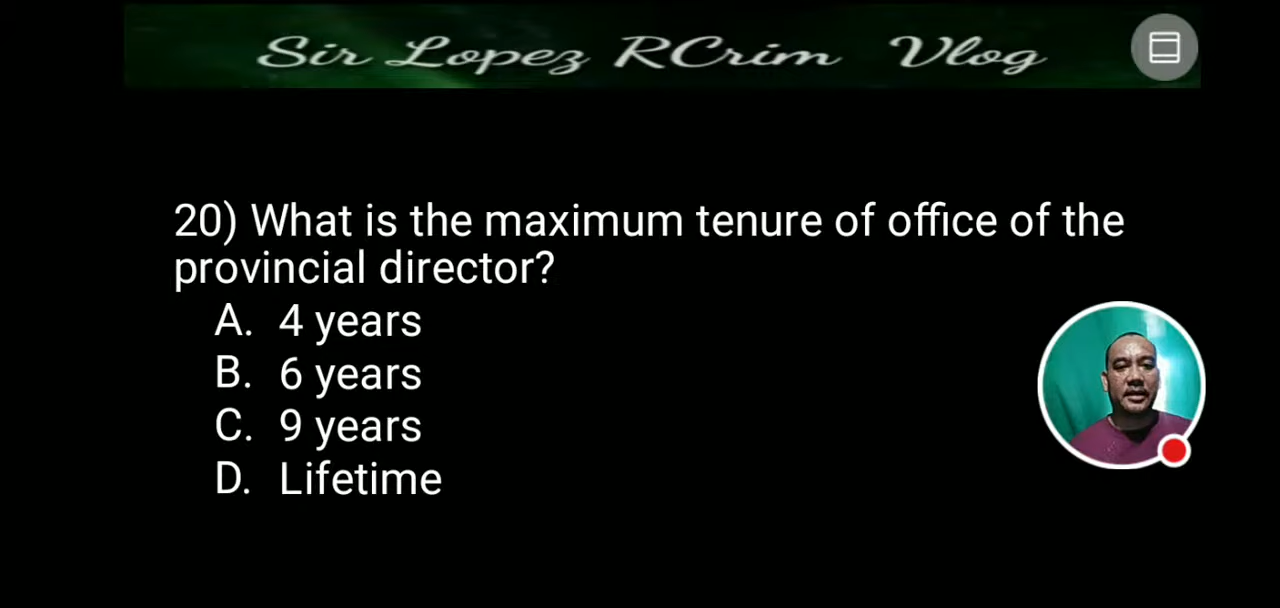 Sir Lopez RCrim Vlog
20) What is the maximum tenure of office of the
provincial director?
A. 4 years
B. 6 years
C. 9 years
D. Lifetime